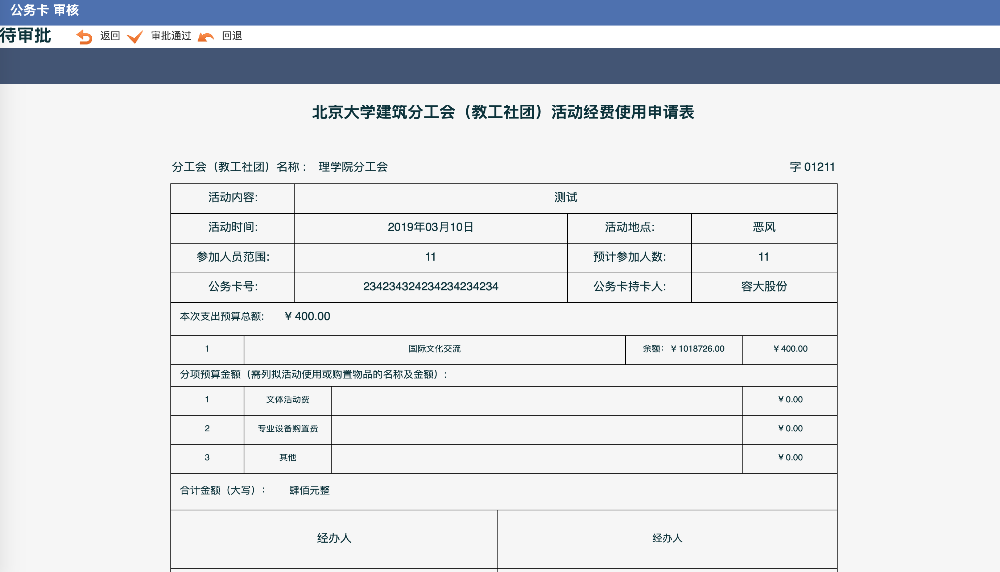 公务卡 审核
待审批 返回 审批通过 回退
北京大学建筑分工会（教工社团）活动经费使用申请表
分工会（教工社团）名称： 理学院分工会 字 01211
活动内容: 测试
活动时间: 2019年03月10日 活动地点: 恶风
参加人员范围: 11 预计参加人数: 11
公务卡号: 234234324234234234234 公务卡持卡人: 容大股份
本次支出预算总额: ¥ 400.00
1 国际文化交流 余额： ¥ 1018726.00 ¥ 400.00
分项预算金额（需列拟活动使用或购置物品的名称及金额）:
1 文体活动费 ¥ 0.00
2 专业设备购置费 ¥ 0.00
3 其他 ¥ 0.00
合计金额（大写）: 肆佰元整
经办人 经办人